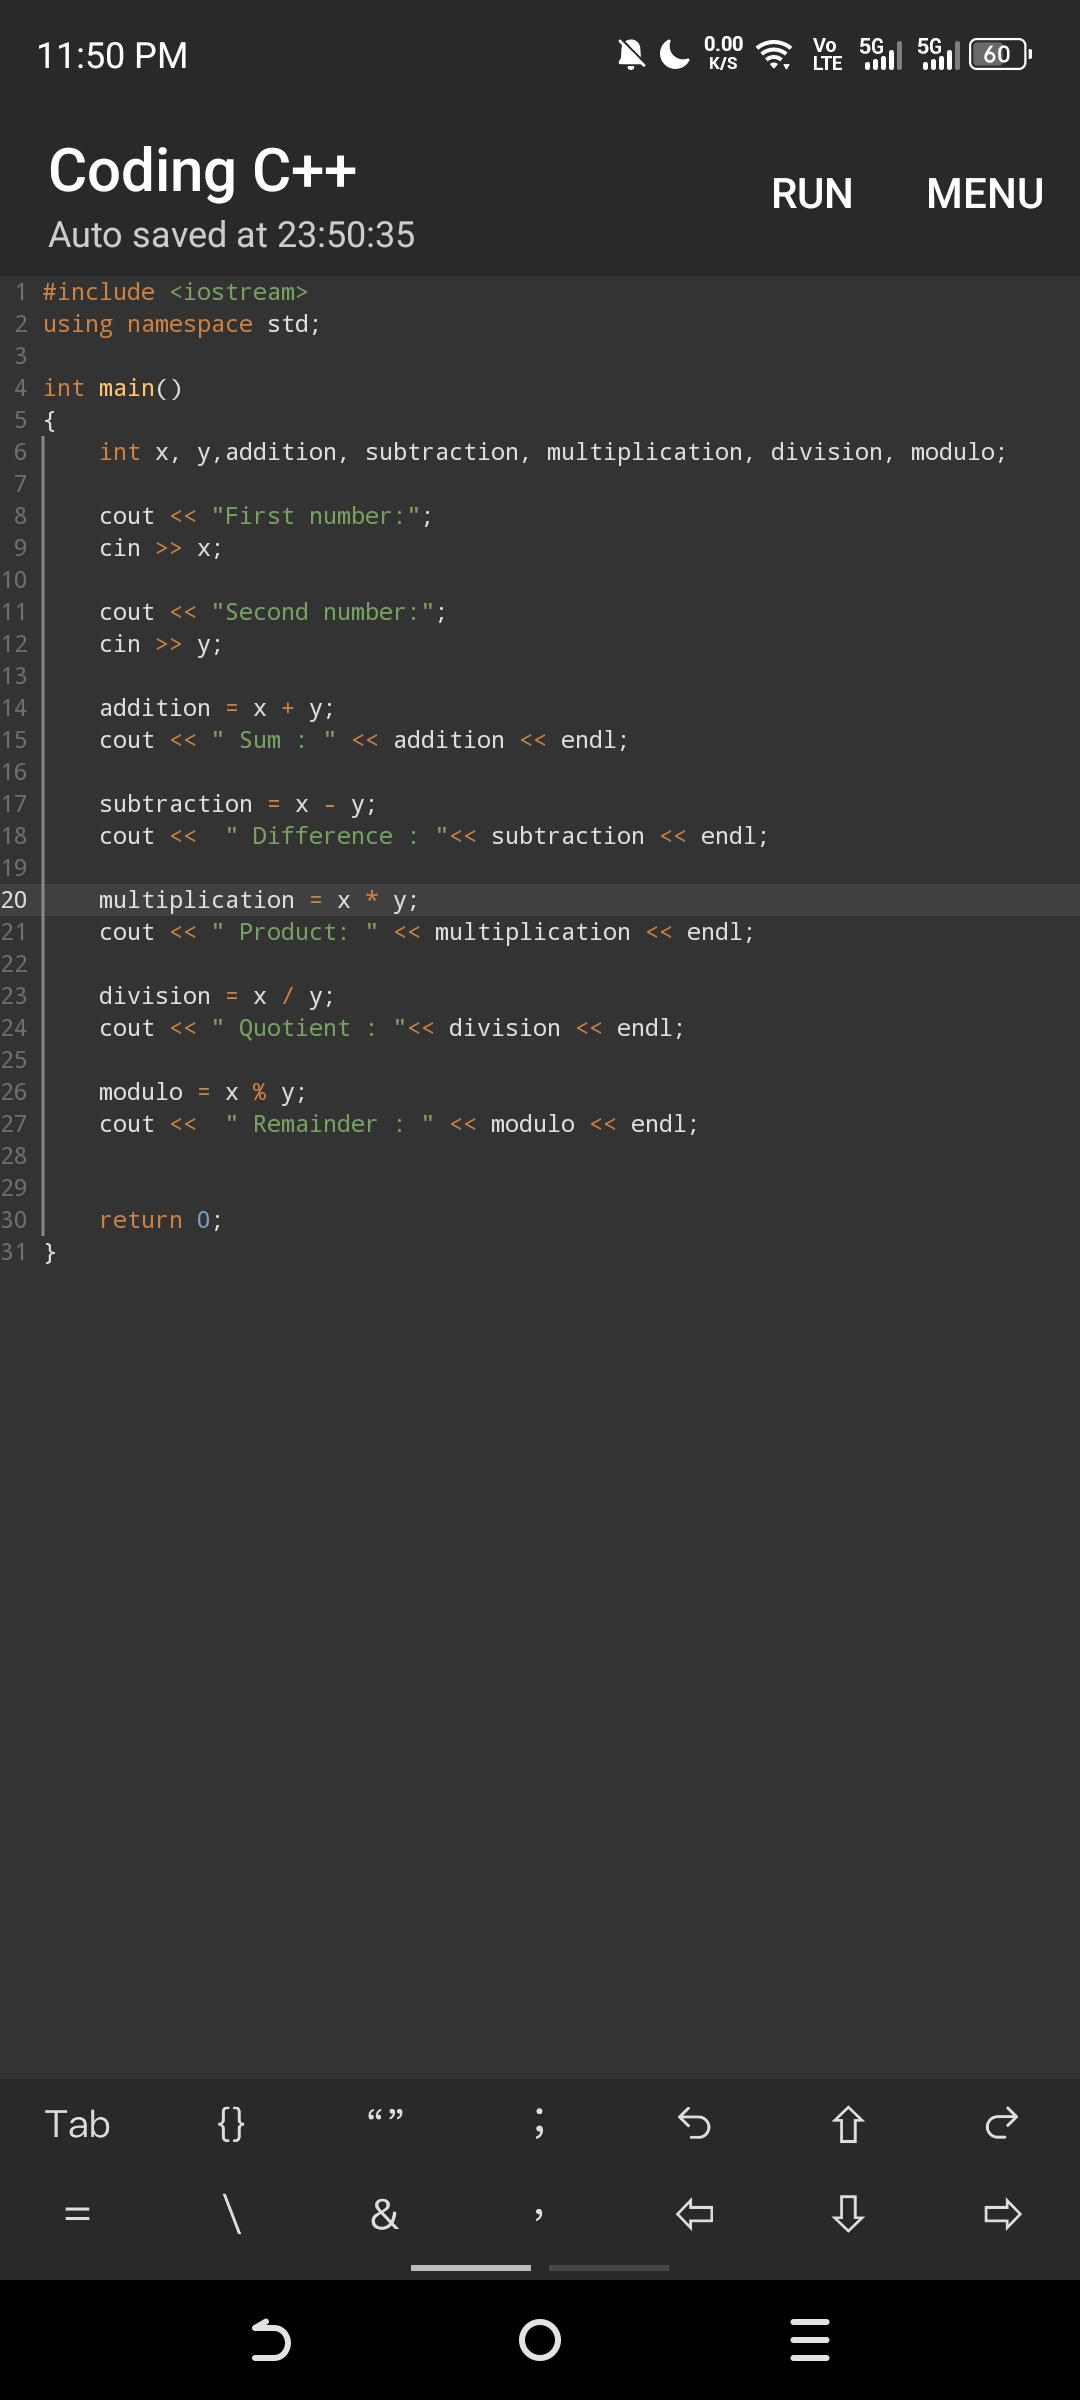 11:50 PM 0.00 K/S Vo LTE 5G 5G 60
Coding C++
RUN MENU
Auto saved at 23:50:35
1 #include <iostream>
2 using namespace std;
3
4 int main()
5 {
6     int x, y,addition, subtraction, multiplication, division, modulo;
7
8     cout << "First number:";
9     cin >> x;
10
11     cout << "Second number:";
12     cin >> y;
13
14     addition = x + y;
15     cout << " Sum : " << addition << endl;
16
17     subtraction = x - y;
18     cout <<  " Difference : "<< subtraction << endl;
19
20     multiplication = x * y;
21     cout << " Product: " << multiplication << endl;
22
23     division = x / y;
24     cout << " Quotient : "<< division << endl;
25
26     modulo = x % y;
27     cout <<  " Remainder : " << modulo << endl;
28
29
30     return 0;
31 }
Tab {} “” ;
= \ & ,